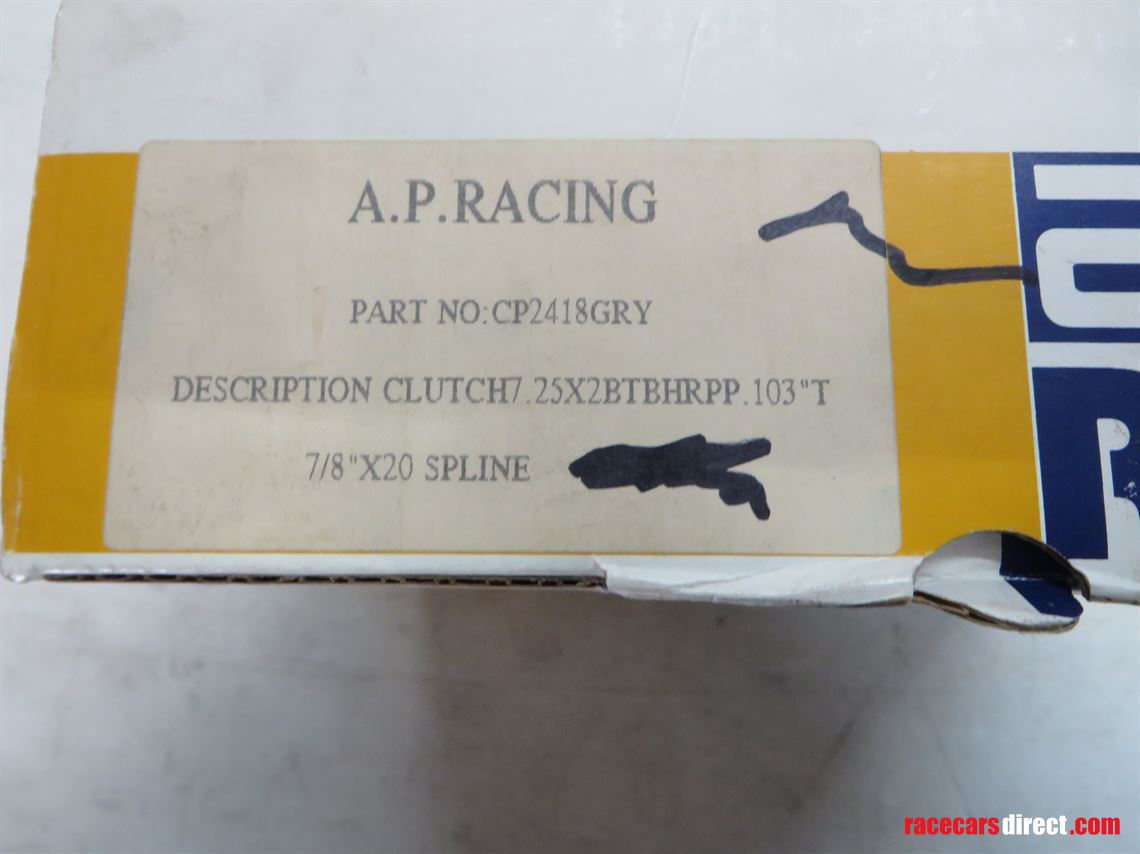 A.P.RACING
PART NO:CP2418GRY
DESCRIPTION CLUTCH7.25X2BTBHRPP.103"T
7/8"X20 SPLINE
racecarsdirect.com